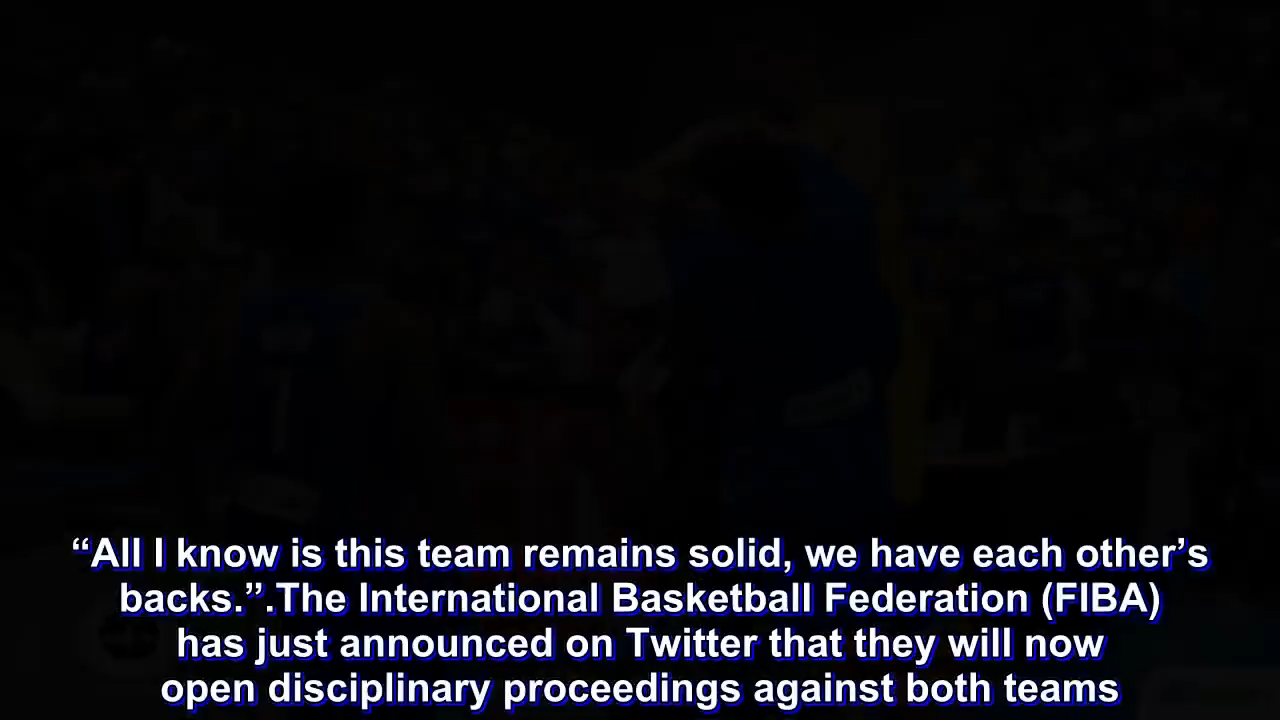 “All I know is this team remains solid, we have each other’s
backs.”.The International Basketball Federation (FIBA)
has just announced on Twitter that they will now
open disciplinary proceedings against both teams